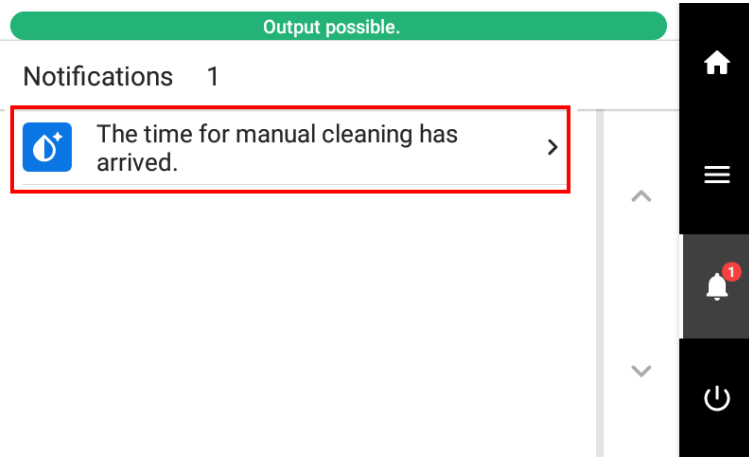 Output possible.
Notifications 1
The time for manual cleaning has
arrived.
1